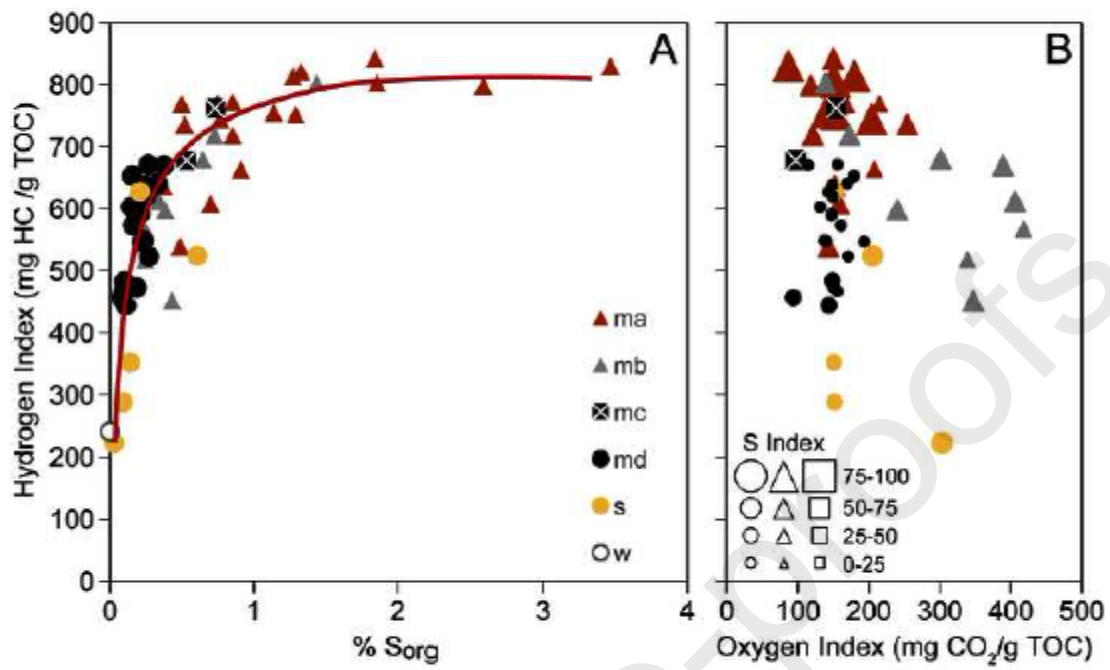 900
800
700
600
500
400
300
200
100
0
Hydrogen Index (mg HC /g TOC)
A
ma
mb
mc
md
s
w
0 1 2 3 4
% Sorg
B
S Index
75-100
50-75
25-50
0-25
0 100 200 300 400 500
Oxygen Index (mg CO₂/g TOC)
-proofs